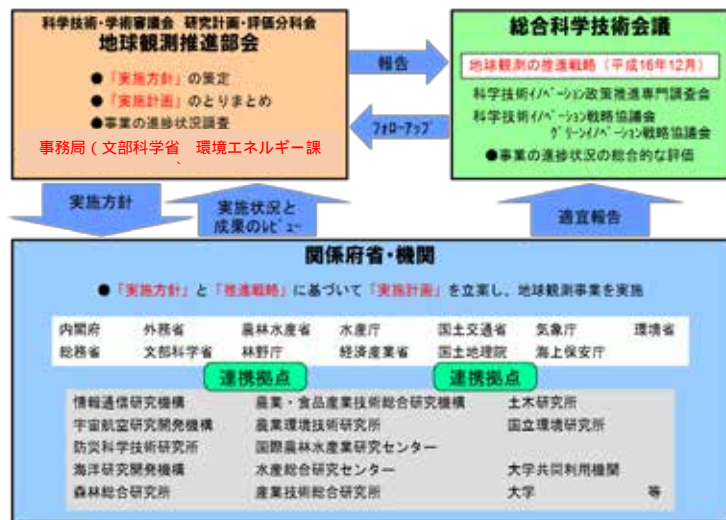 科学技術・学術審議会 研究計画・評価分科会
地球観測推進部会
●「実施方針」の策定
●「実施計画」のとりまとめ
●事業の進捗状況調査
事務局(文部科学省 環境エネルギー課
報告
フォローアップ
総合科学技術会議
地球観測の推進戦略(平成16年12月)
科学技術イノベーション政策推進専門調査会
科学技術イノベーション戦略協議会
グリーンイノベーション戦略協議会
●事業の進捗状況の総合的な評価
実施方針
実施状況と
成果のレビュー
適宜報告
関係府省・機関
●「実施方針」と「推進戦略」に基づいて「実施計画」を立案し、地球観測事業を実施
内閣府 外務省 農林水産省 水産庁 国土交通省 気象庁 環境省
総務省 文部科学省 林野庁 経済産業省 国土地理院 海上保安庁
連携拠点 連携拠点
情報通信研究機構 農業・食品産業技術総合研究機構 土木研究所
宇宙航空研究開発機構 農業環境技術研究所 国立環境研究所
防災科学技術研究所 国際農林水産業研究センター
海洋研究開発機構 水産総合研究センター 大学共同利用機関
森林総合研究所 産業技術総合研究所 大学 等